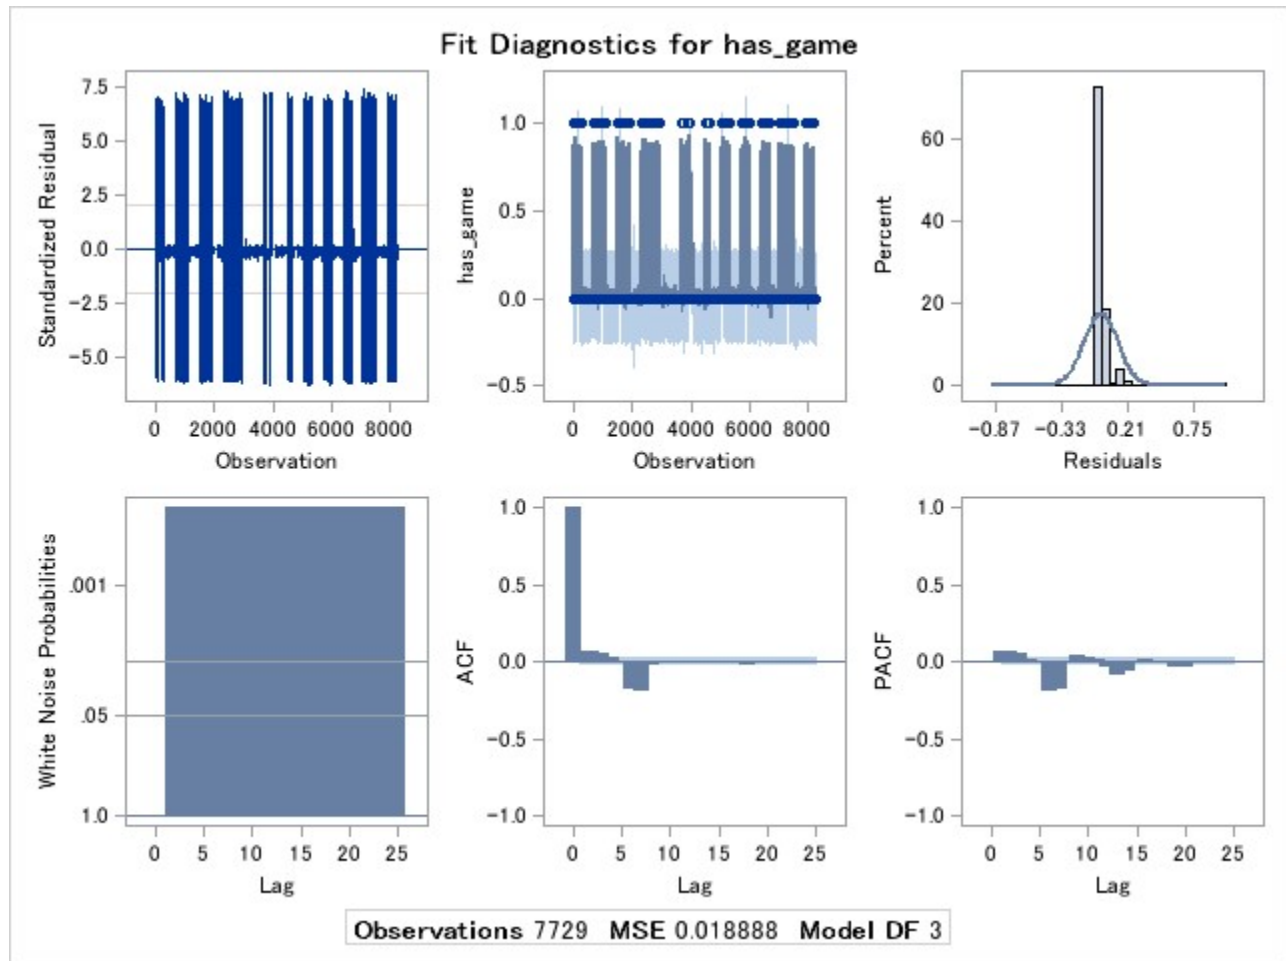 Fit Diagnostics for has_game
Standardized Residual
7.5
5.0
2.5
0.0
−2.5
−5.0
0 2000 4000 6000 8000
Observation
has_game
1.0
0.5
0.0
−0.5
0 2000 4000 6000 8000
Observation
Percent
60
40
20
0
−0.87 −0.33 0.21 0.75
Residuals
White Noise Probabilities
.001
.05
1.0
0 5 10 15 20 25
Lag
ACF
1.0
0.5
0.0
−0.5
−1.0
0 5 10 15 20 25
Lag
PACF
1.0
0.5
0.0
−0.5
−1.0
0 5 10 15 20 25
Lag
Observations 7729 MSE 0.018888 Model DF 3